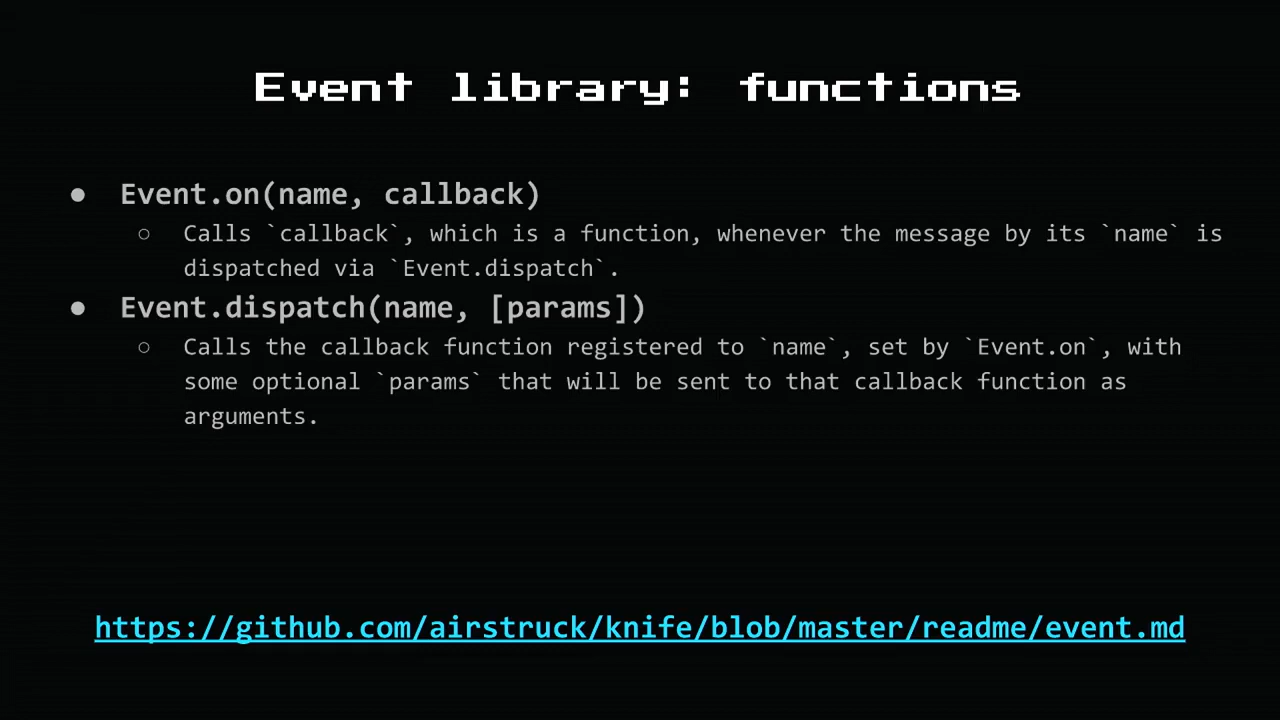 Event library: functions
● Event.on(name, callback)
○ Calls `callback`, which is a function, whenever the message by its `name` is
dispatched via `Event.dispatch`.
● Event.dispatch(name, [params])
○ Calls the callback function registered to `name`, set by `Event.on`, with
some optional `params` that will be sent to that callback function as
arguments.
https://github.com/airstruck/knife/blob/master/readme/event.md